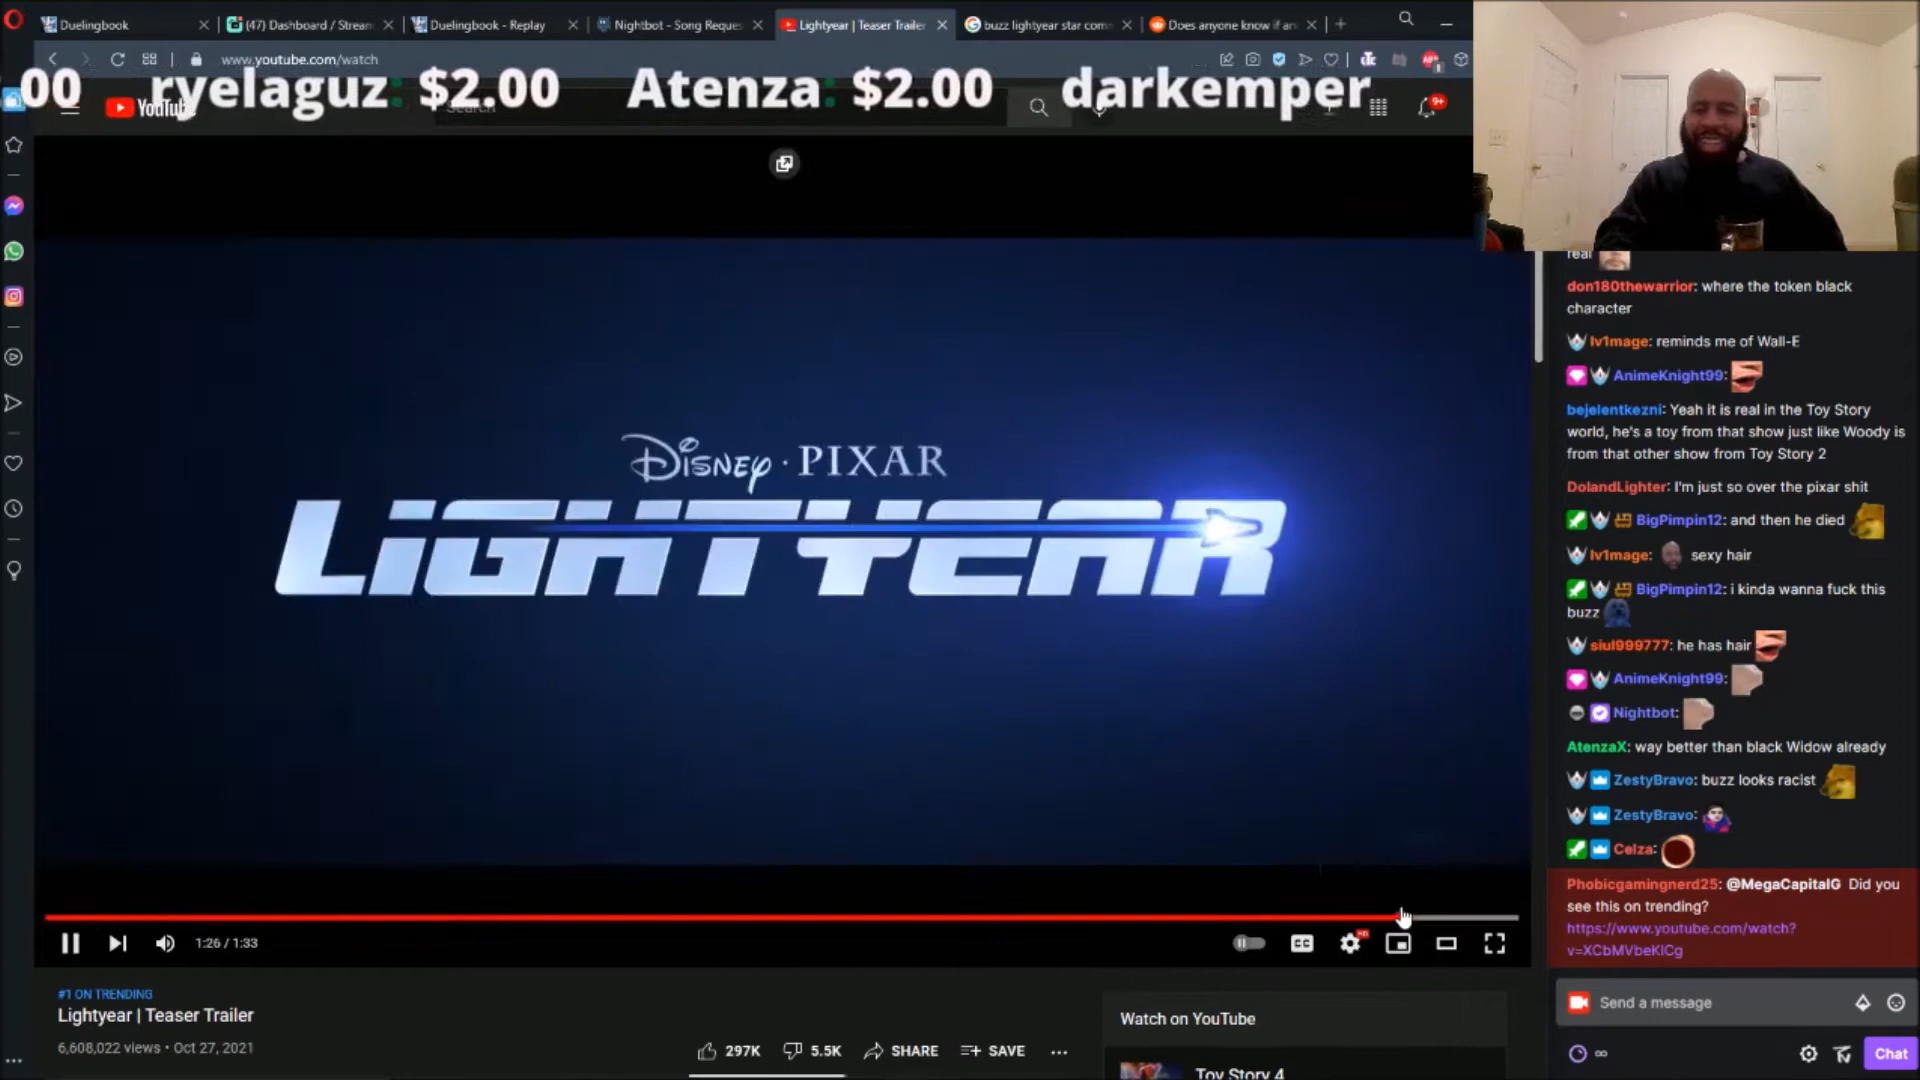 Duelingbook
(47) Dashboard / Stream
Duelingbook - Replay
Nightbot - Song Reques
Lightyear | Teaser Trailer
buzz lightyear star com
Does anyone know if an
www.youtube.com/watch
00 ryelaguz: $2.00 Atenza: $2.00 darkemper
YouTube
Search
9+
DISNEY · PIXAR
LIGHTYEAR
1:26 / 1:33
CC
HD
#1 ON TRENDING
Lightyear | Teaser Trailer
6,608,022 views • Oct 27, 2021
297K
5.5K
SHARE
SAVE
Watch on YouTube
Toy Story 4
real
don180thewarrior: where the token black
character
lv1mage: reminds me of Wall-E
AnimeKnight99:
bejelentkezni: Yeah it is real in the Toy Story
world, he's a toy from that show just like Woody is
from that other show from Toy Story 2
DolandLighter: I'm just so over the pixar shit
BigPimpin12: and then he died
lv1mage: sexy hair
BigPimpin12: i kinda wanna fuck this
buzz
siul999777: he has hair
AnimeKnight99:
Nightbot:
AtenzaX: way better than black Widow already
ZestyBravo: buzz looks racist
ZestyBravo:
Celza:
Phobicgamingnerd25: @MegaCapitalG Did you
see this on trending?
https://www.youtube.com/watch?
v=XCbMVbeKlCg
Send a message
∞
Chat